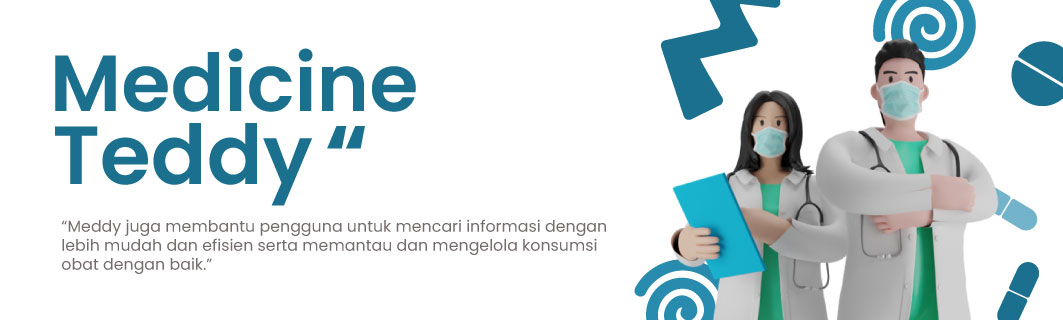 Medicine
Teddy “
“Meddy juga membantu pengguna untuk mencari informasi dengan
lebih mudah dan efisien serta memantau dan mengelola konsumsi
obat dengan baik.”